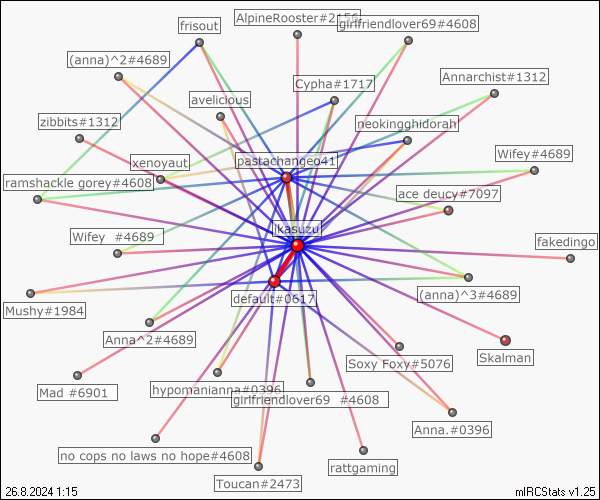 frisout
AlpineRooster#2156
girlfriendlover69#4608
(anna)^2#4689
Cypha#1717
Annarchist#1312
avelicious
zibbits#1312
neokingghidorah
xenoyaut
pastachangeo41
Wifey#4689
ramshackle gorey#4608
ace deucy#7097
jkasuzu
Wifey #4689
fakedingo
default#0617
(anna)^3#4689
Mushy#1984
Anna^2#4689
Soxy Foxy#5076
Skalman
Mad #6901
hypomanianna#0396
girlfriendlover69 #4608
Anna.#0396
no cops no laws no hope#4608
rattgaming
Toucan#2473
26.8.2024 1:15
mIRCStats v1.25